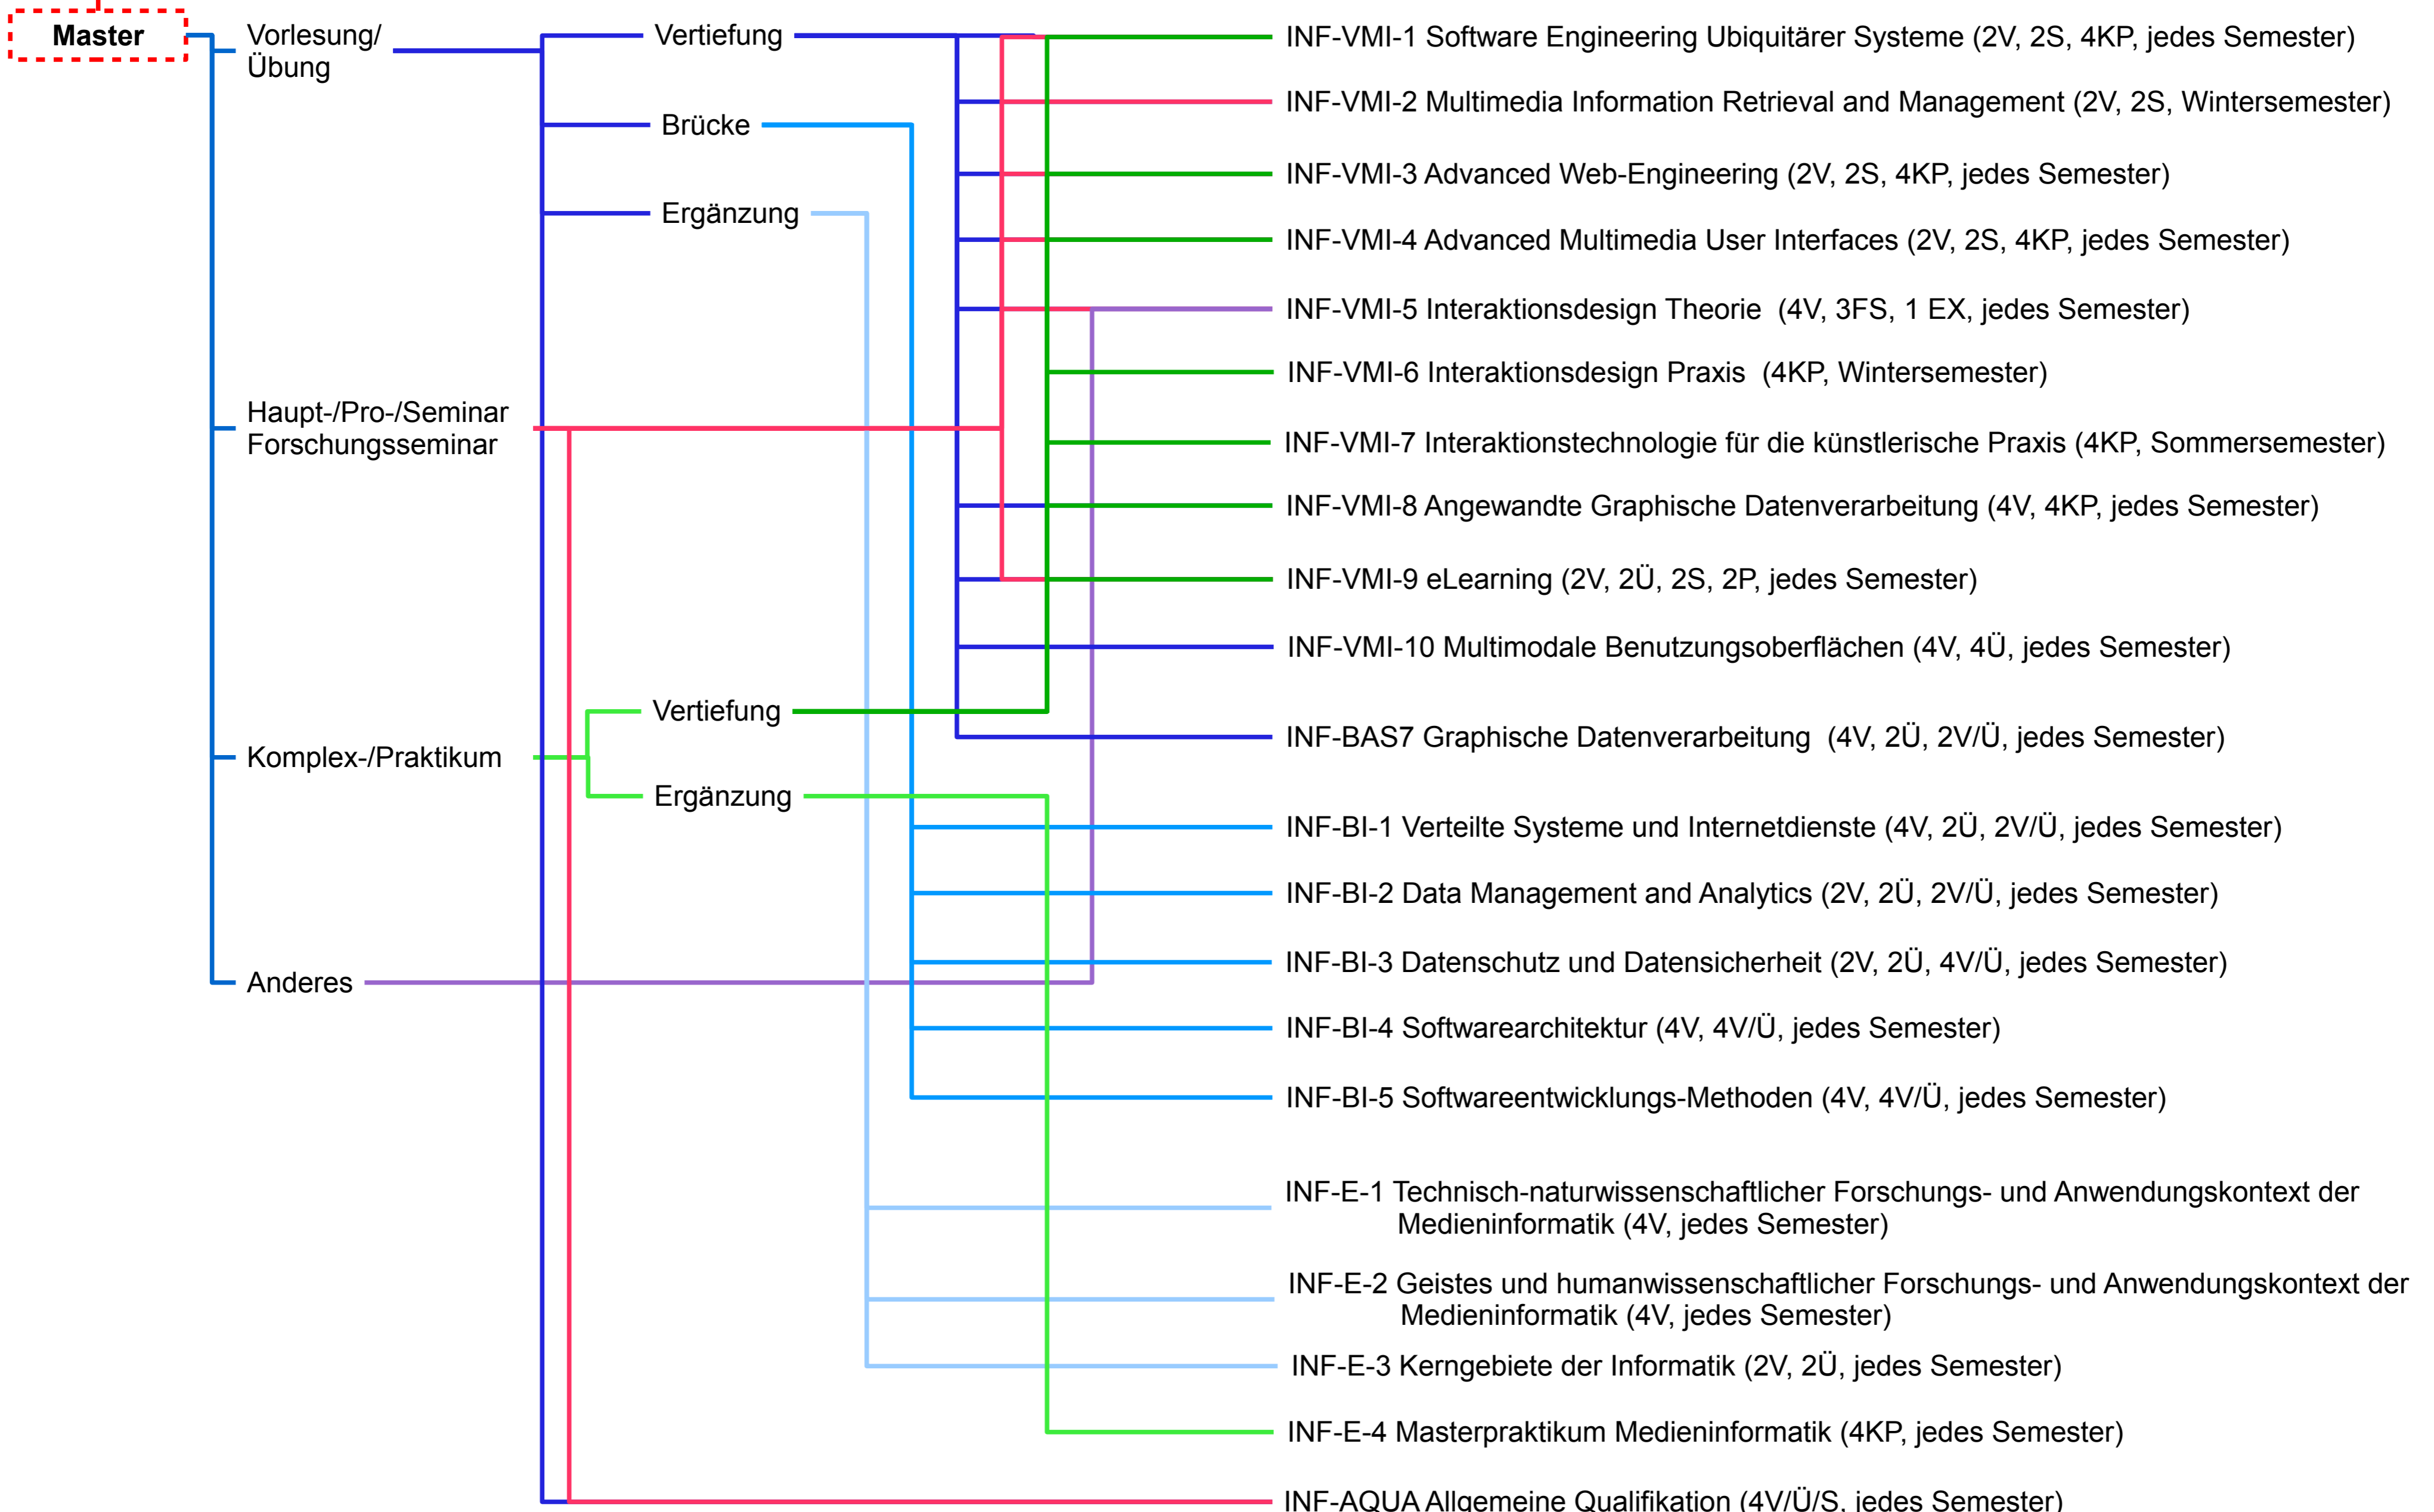 Master
Vorlesung/
Übung
Vertiefung
Brücke
Ergänzung
Haupt-/Pro-/Seminar
Forschungsseminar
Komplex-/Praktikum
Vertiefung
Ergänzung
Anderes
INF-VMI-1 Software Engineering Ubiquitärer Systeme (2V, 2S, 4KP, jedes Semester)
INF-VMI-2 Multimedia Information Retrieval and Management (2V, 2S, Wintersemester)
INF-VMI-3 Advanced Web-Engineering (2V, 2S, 4KP, jedes Semester)
INF-VMI-4 Advanced Multimedia User Interfaces (2V, 2S, 4KP, jedes Semester)
INF-VMI-5 Interaktionsdesign Theorie (4V, 3FS, 1 EX, jedes Semester)
INF-VMI-6 Interaktionsdesign Praxis (4KP, Wintersemester)
INF-VMI-7 Interaktionstechnologie für die künstlerische Praxis (4KP, Sommersemester)
INF-VMI-8 Angewandte Graphische Datenverarbeitung (4V, 4KP, jedes Semester)
INF-VMI-9 eLearning (2V, 2Ü, 2S, 2P, jedes Semester)
INF-VMI-10 Multimodale Benutzungsoberflächen (4V, 4Ü, jedes Semester)
INF-BAS7 Graphische Datenverarbeitung (4V, 2Ü, 2V/Ü, jedes Semester)
INF-BI-1 Verteilte Systeme und Internetdienste (4V, 2Ü, 2V/Ü, jedes Semester)
INF-BI-2 Data Management and Analytics (2V, 2Ü, 2V/Ü, jedes Semester)
INF-BI-3 Datenschutz und Datensicherheit (2V, 2Ü, 4V/Ü, jedes Semester)
INF-BI-4 Softwarearchitektur (4V, 4V/Ü, jedes Semester)
INF-BI-5 Softwareentwicklungs-Methoden (4V, 4V/Ü, jedes Semester)
INF-E-1 Technisch-naturwissenschaftlicher Forschungs- und Anwendungskontext der
Medieninformatik (4V, jedes Semester)
INF-E-2 Geistes und humanwissenschaftlicher Forschungs- und Anwendungskontext der
Medieninformatik (4V, jedes Semester)
INF-E-3 Kerngebiete der Informatik (2V, 2Ü, jedes Semester)
INF-E-4 Masterpraktikum Medieninformatik (4KP, jedes Semester)
INF-AQUA Allgemeine Qualifikation (4V/Ü/S, jedes Semester)